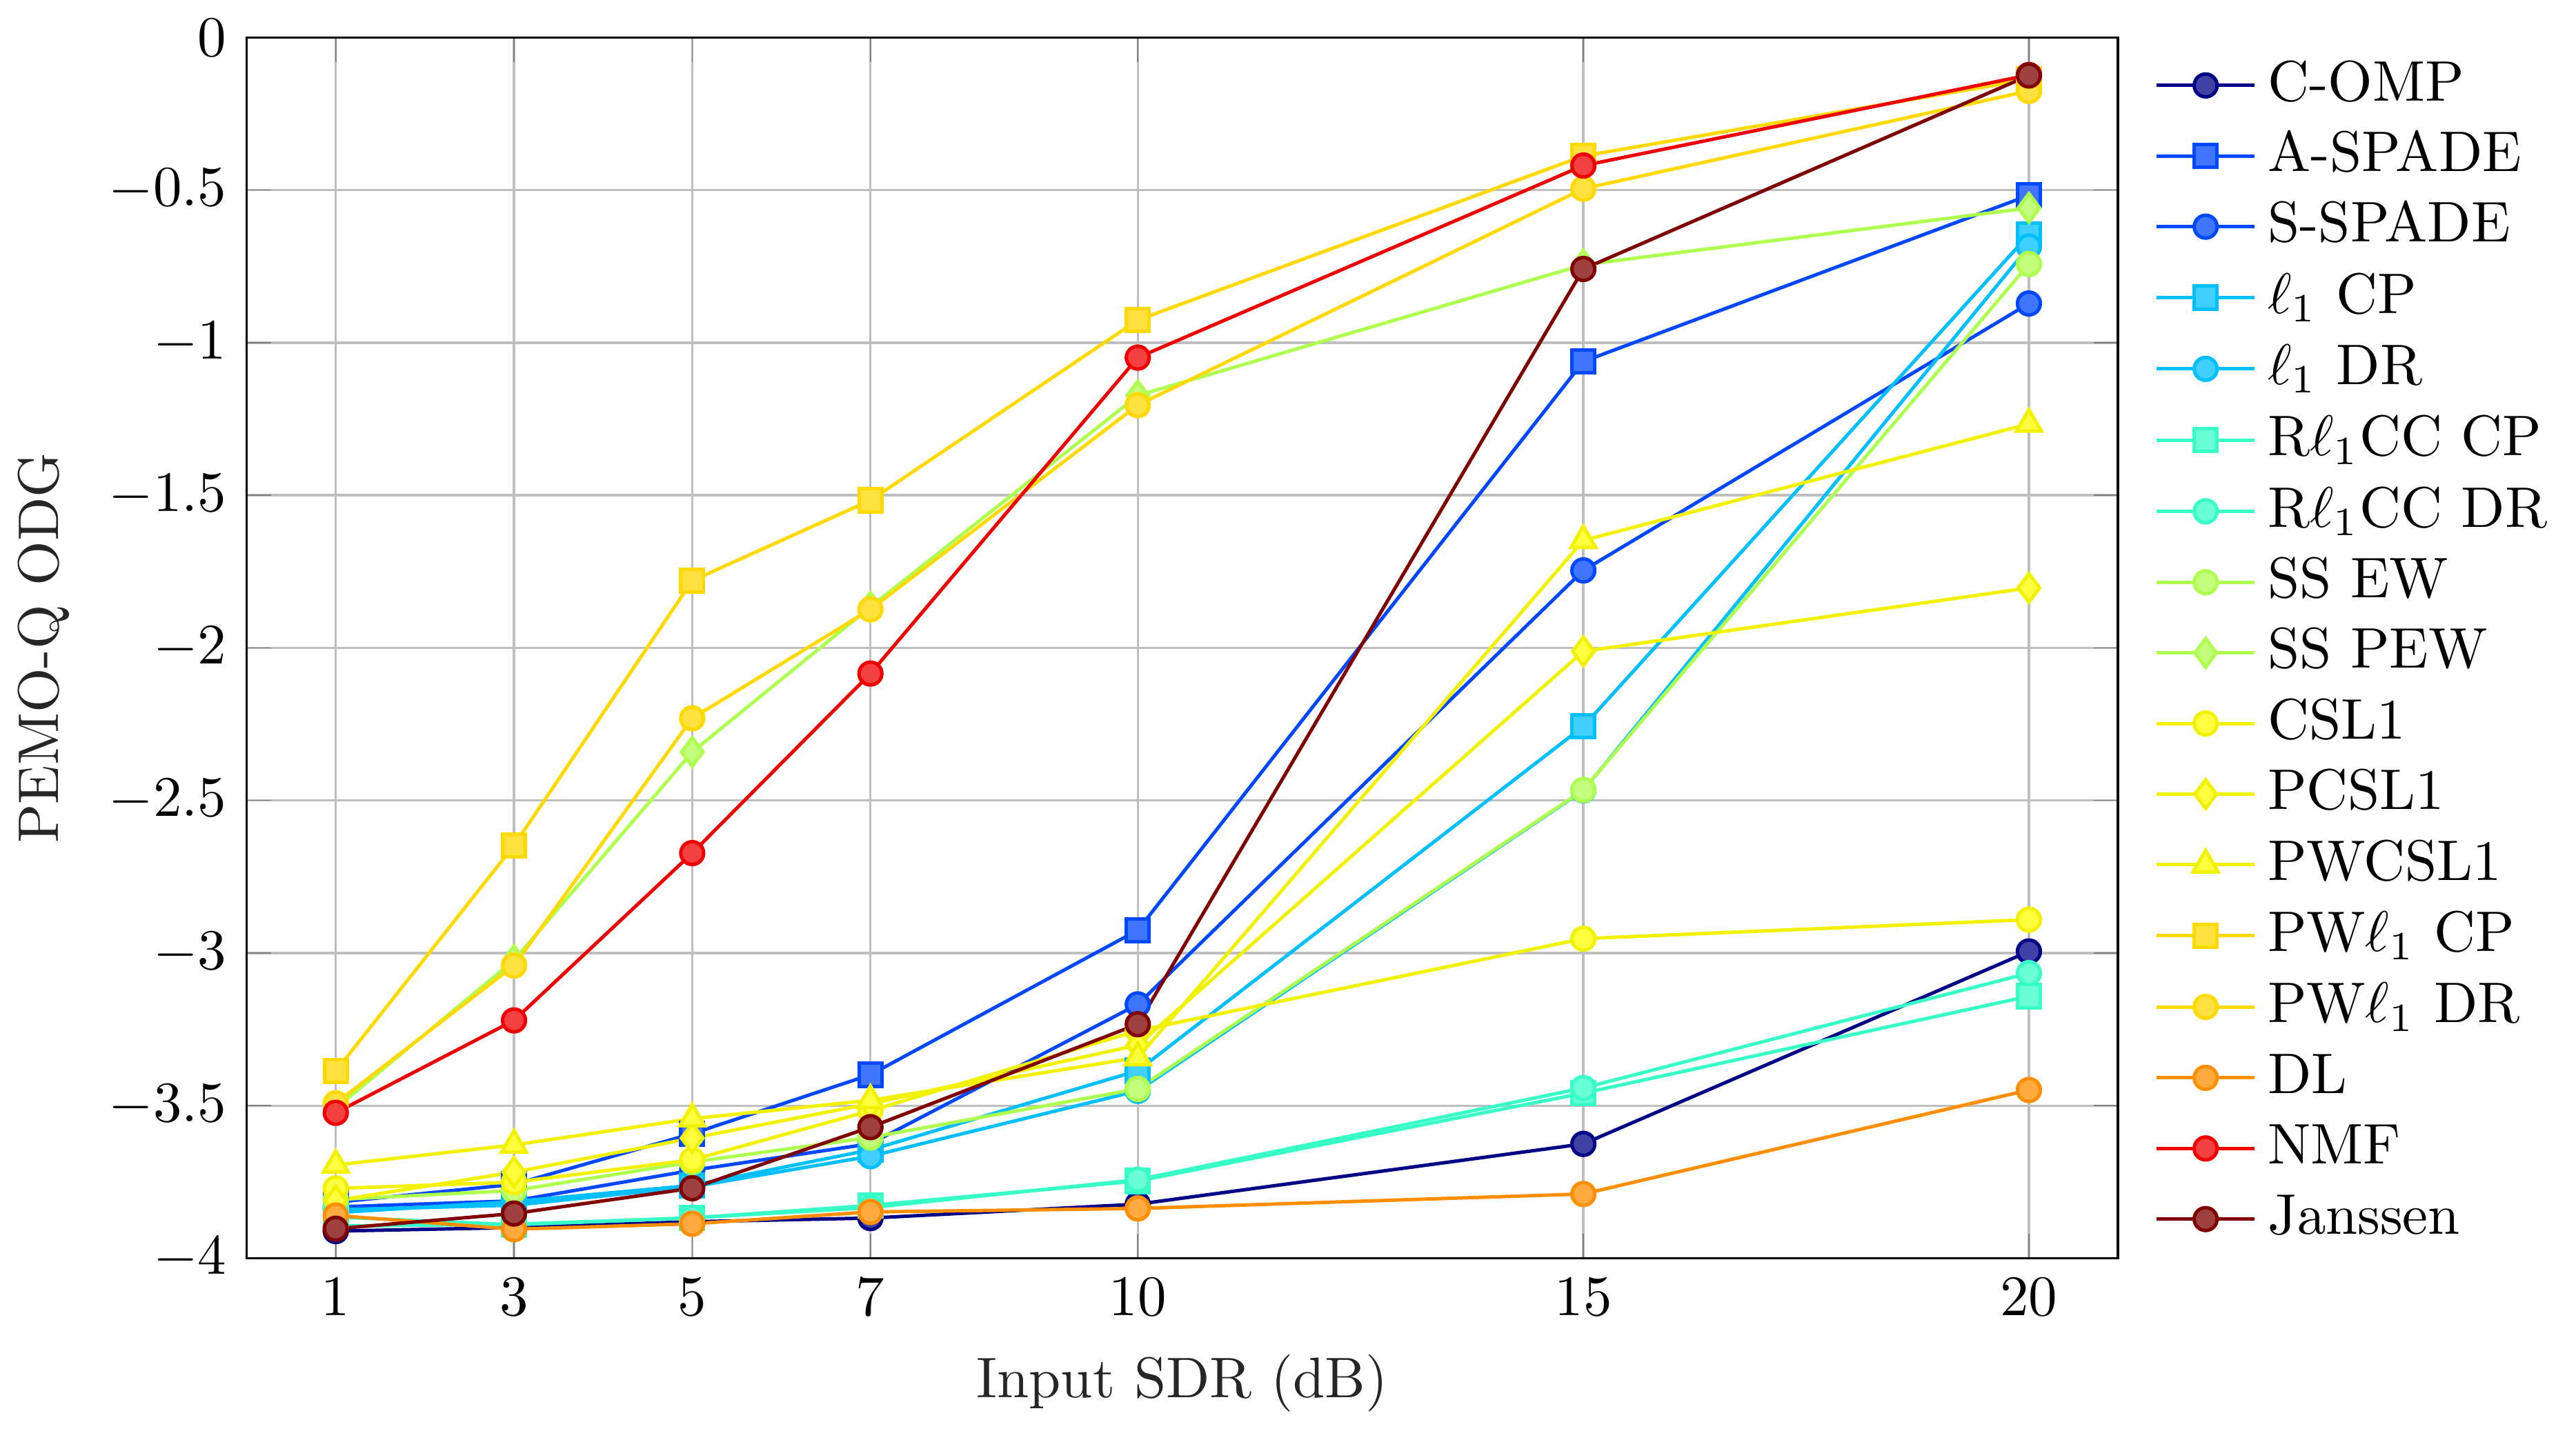 PEMO-Q ODG
0
−0.5
−1
−1.5
−2
−2.5
−3
−3.5
−4
1 3 5 7 10 15 20
Input SDR (dB)
C-OMP
A-SPADE
S-SPADE
ℓ₁ CP
ℓ₁ DR
Rℓ₁CC CP
Rℓ₁CC DR
SS EW
SS PEW
CSL1
PCSL1
PWCSL1
PWℓ₁ CP
PWℓ₁ DR
DL
NMF
Janssen